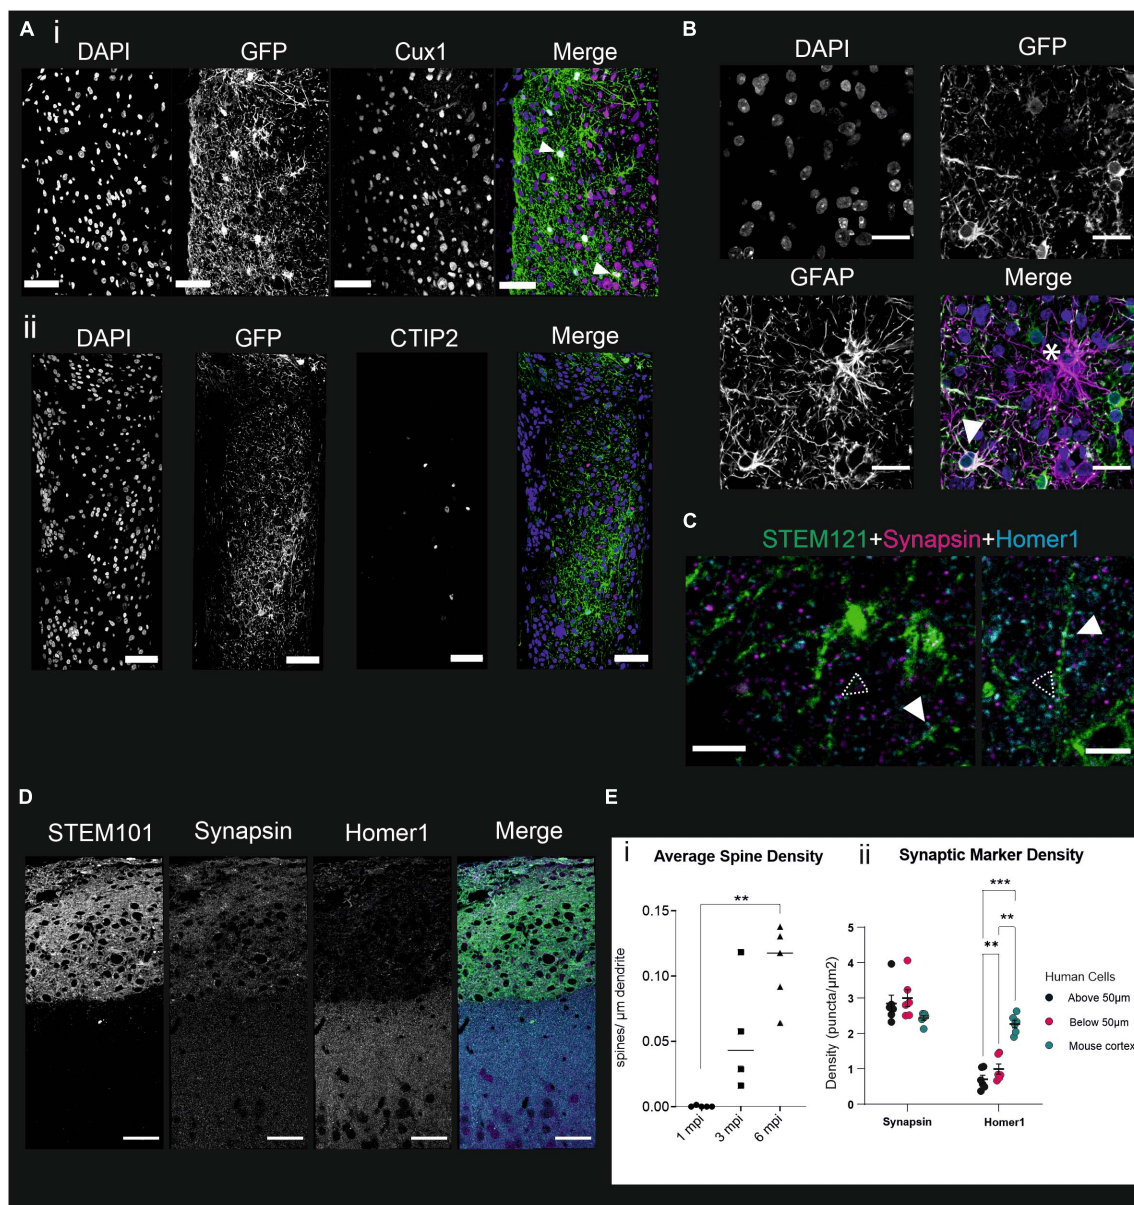 A i
DAPI GFP Cux1 Merge
ii
DAPI GFP CTIP2 Merge
B
DAPI GFP
GFAP Merge
*
C
STEM121+Synapsin+Homer1
D
STEM101 Synapsin Homer1 Merge
E
i Average Spine Density
spines/ µm dendrite
0.15
0.10
0.05
0.00
**
1 mpi 3 mpi 6 mpi
ii Synaptic Marker Density
Density (puncta/µm2)
5
4
3
2
1
0
***
**
**
Synapsin Homer1
Human Cells
Above 50µm
Below 50µm
Mouse cortex